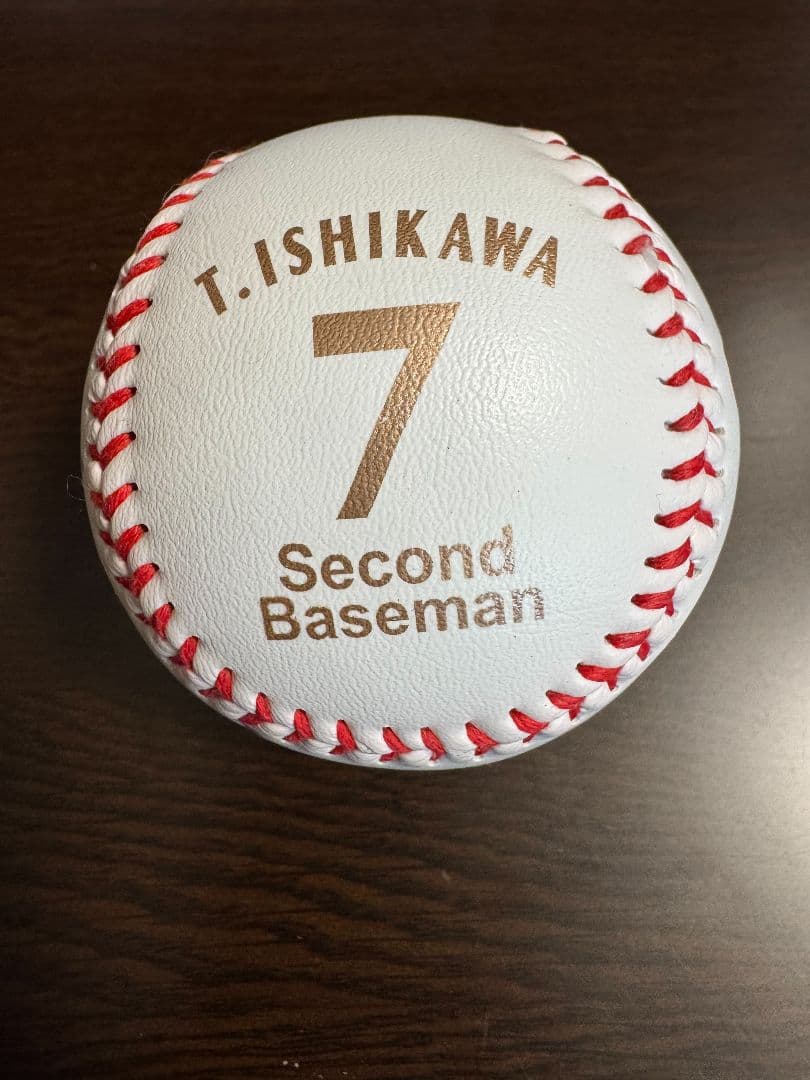 T. ISHIKAWA
7
Second
Baseman